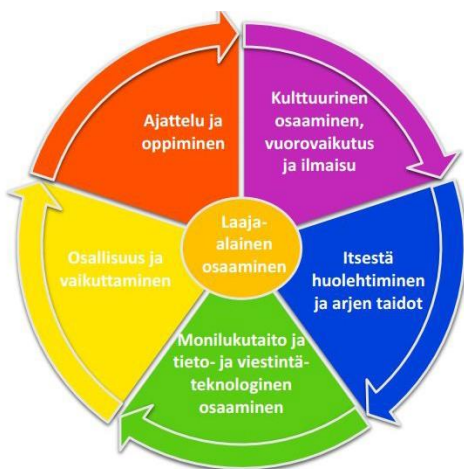 Ajattelu ja
oppiminen
Kulttuurinen
osaaminen,
vuorovaikutus
ja ilmaisu
Laaja-
alainen
osaaminen
Osallisuus ja
vaikuttaminen
Itsestä
huolehtiminen
ja arjen taidot
Monilukutaito ja
tieto- ja viestintä-
teknologinen
osaaminen